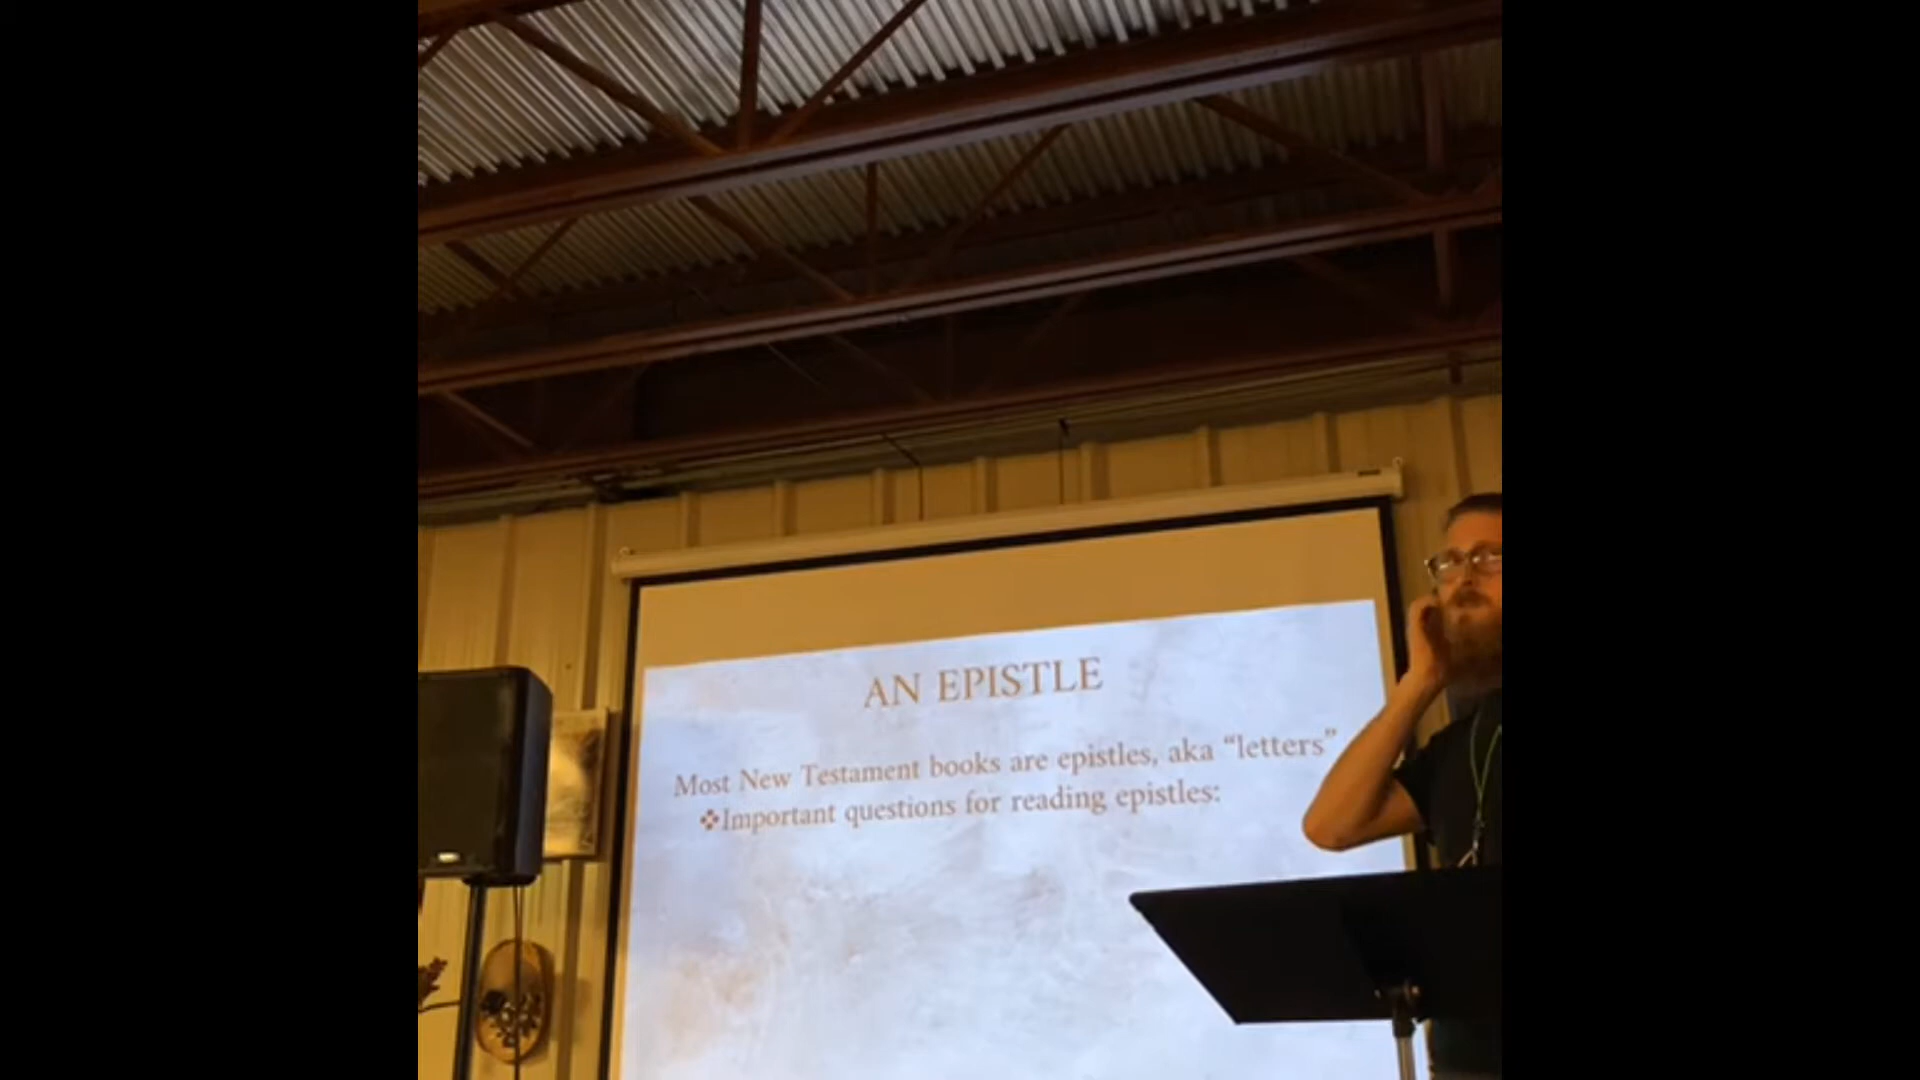 AN EPISTLE
Most New Testament books are epistles, aka “letters”
❖Important questions for reading epistles: